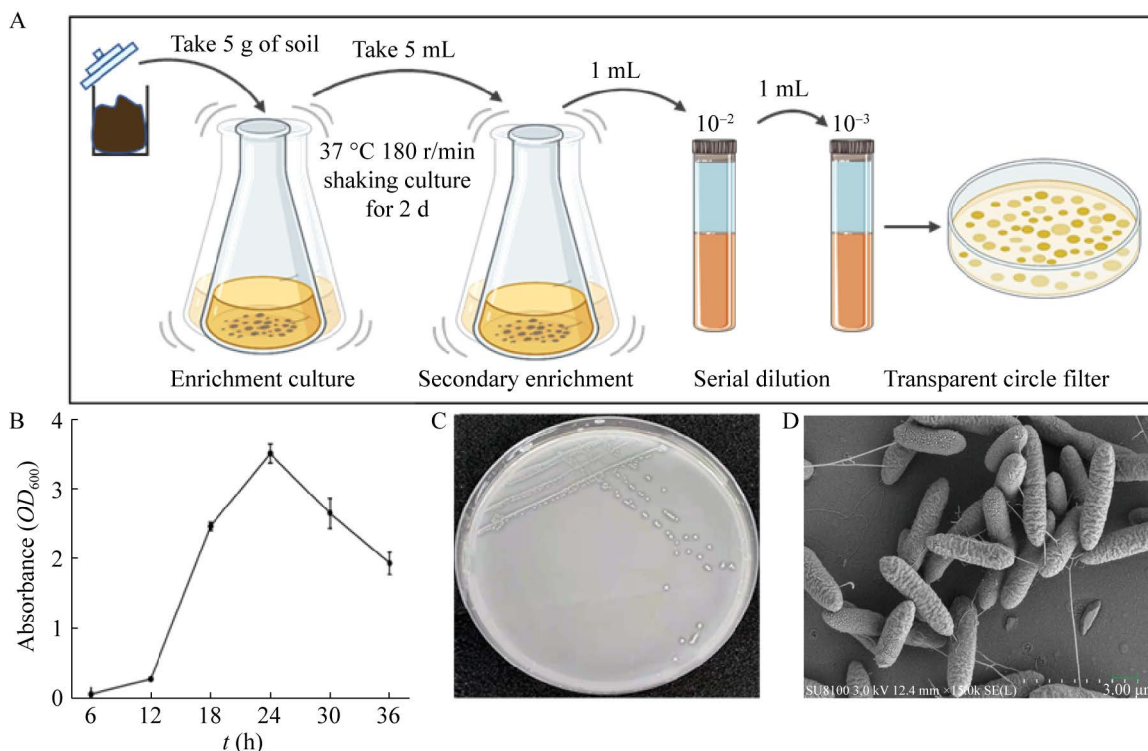 A
Take 5 g of soil
Take 5 mL
1 mL
1 mL
10⁻²
10⁻³
37 °C 180 r/min
shaking culture
for 2 d
Enrichment culture
Secondary enrichment
Serial dilution
Transparent circle filter
B
4
3
2
1
0
Absorbance (OD₆₀₀)
6 12 18 24 30 36
t (h)
C
D
SU8100 3.0 kV 12.4 mm ×15.0k SE(L)
3.00 μm